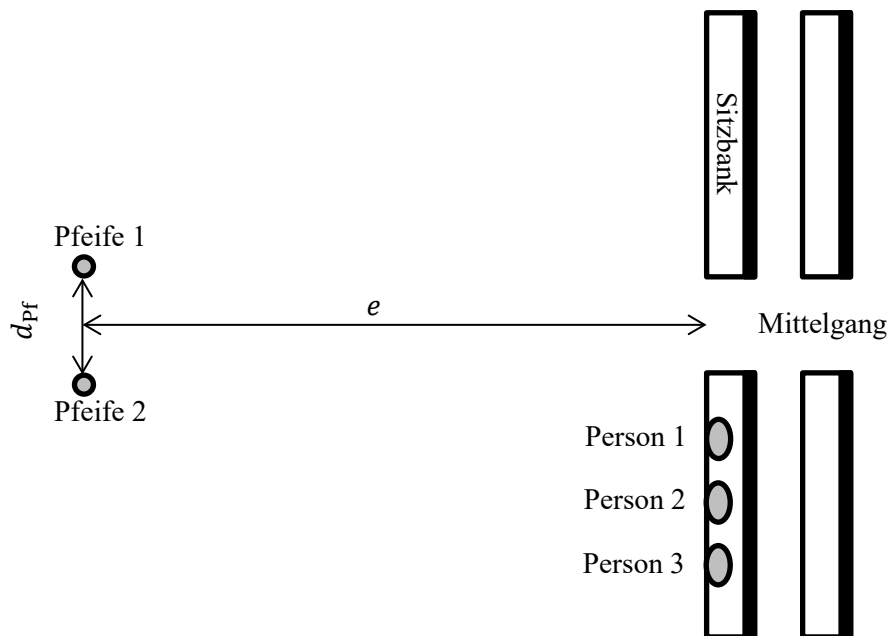 Sitzbank
Pfeife 1
d_Pf
e
Mittelgang
Pfeife 2
Person 1
Person 2
Person 3